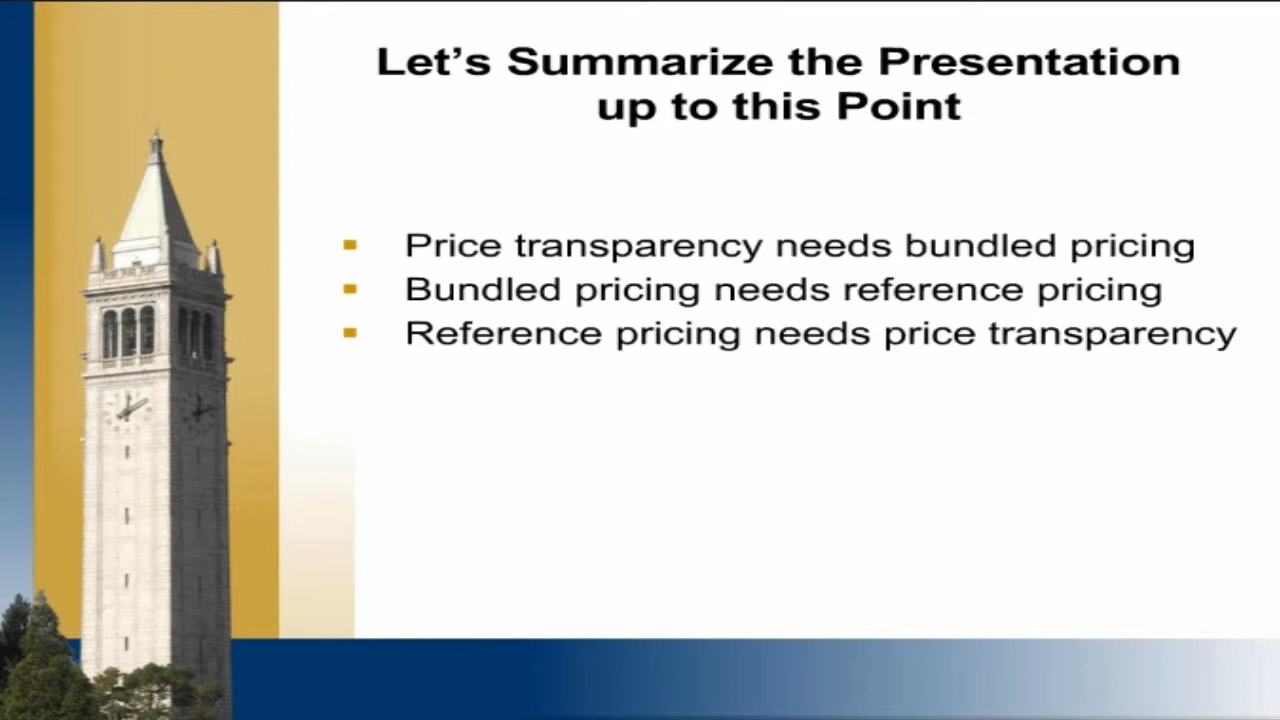 Let’s Summarize the Presentation
up to this Point
Price transparency needs bundled pricing
Bundled pricing needs reference pricing
Reference pricing needs price transparency